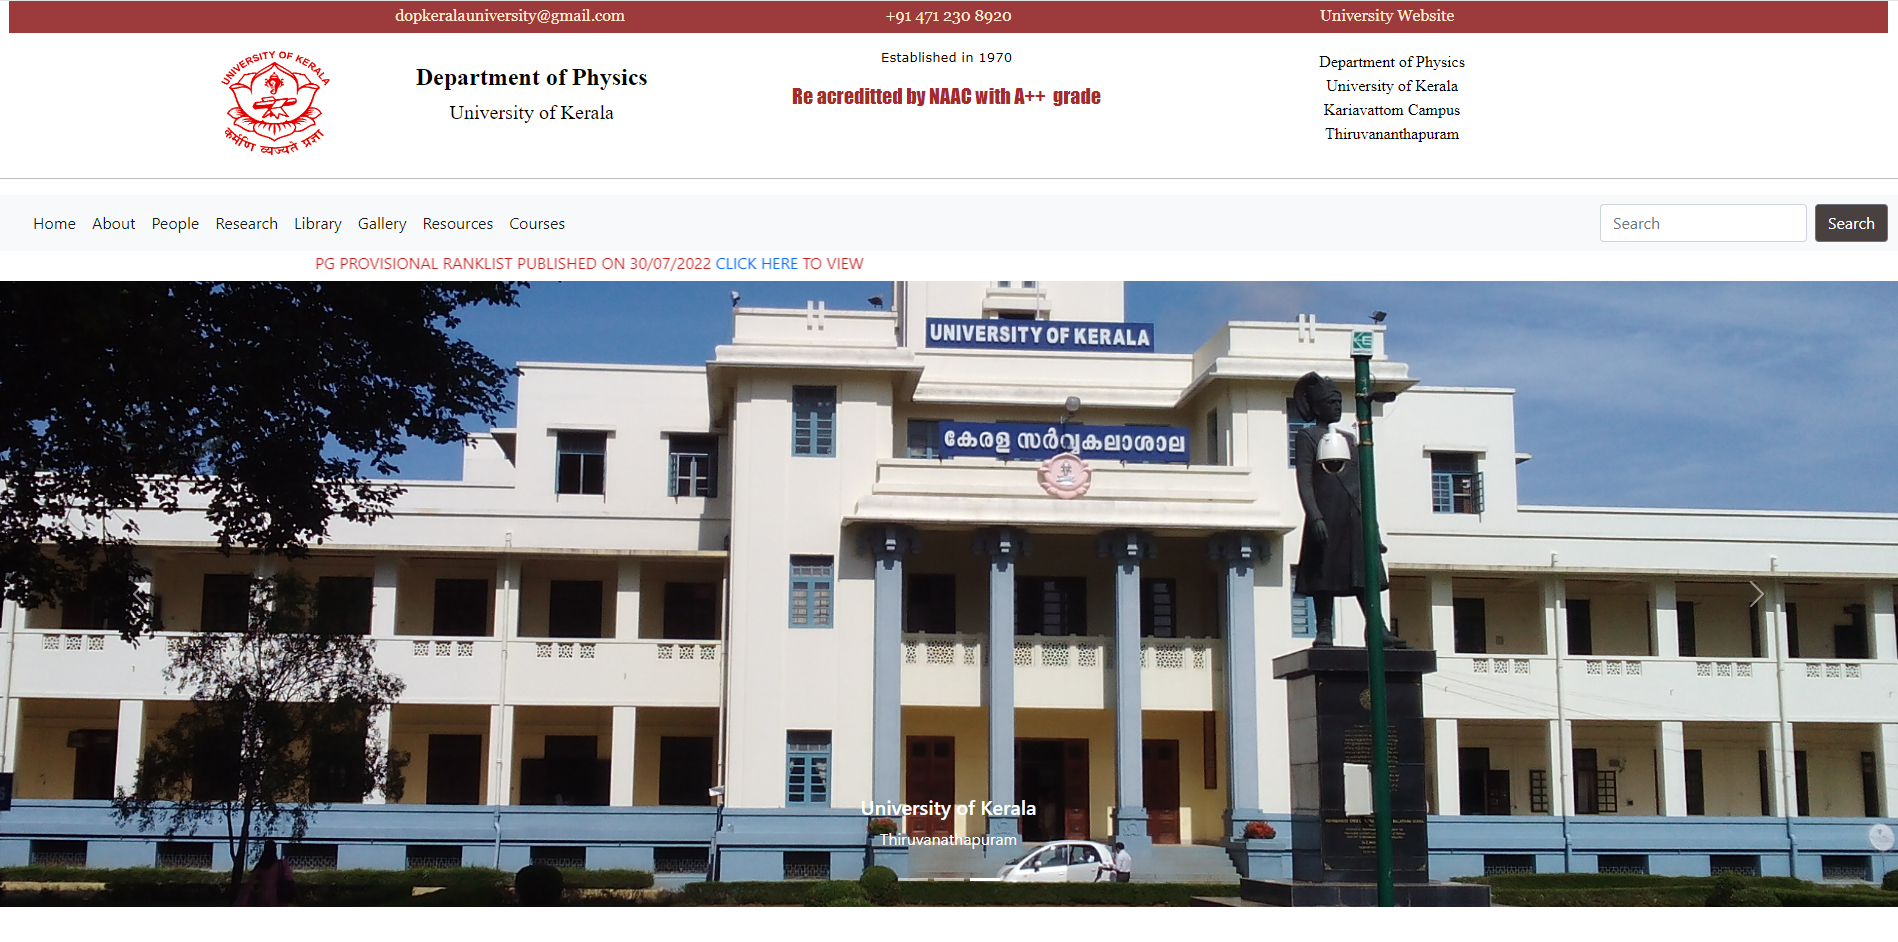 dopkeralauniversity@gmail.com
+91 471 230 8920
University Website
UNIVERSITY OF KERALA
कर्मणि व्यज्यते प्रज्ञा
Department of Physics
University of Kerala
Established in 1970
Re acreditted by NAAC with A++ grade
Department of Physics
University of Kerala
Kariavattom Campus
Thiruvananthapuram
Home About People Research Library Gallery Resources Courses
Search
Search
PG PROVISIONAL RANKLIST PUBLISHED ON 30/07/2022 CLICK HERE TO VIEW
UNIVERSITY OF KERALA
കേരള സർവ്വകലാശാല
University of Kerala
Thiruvanathapuram